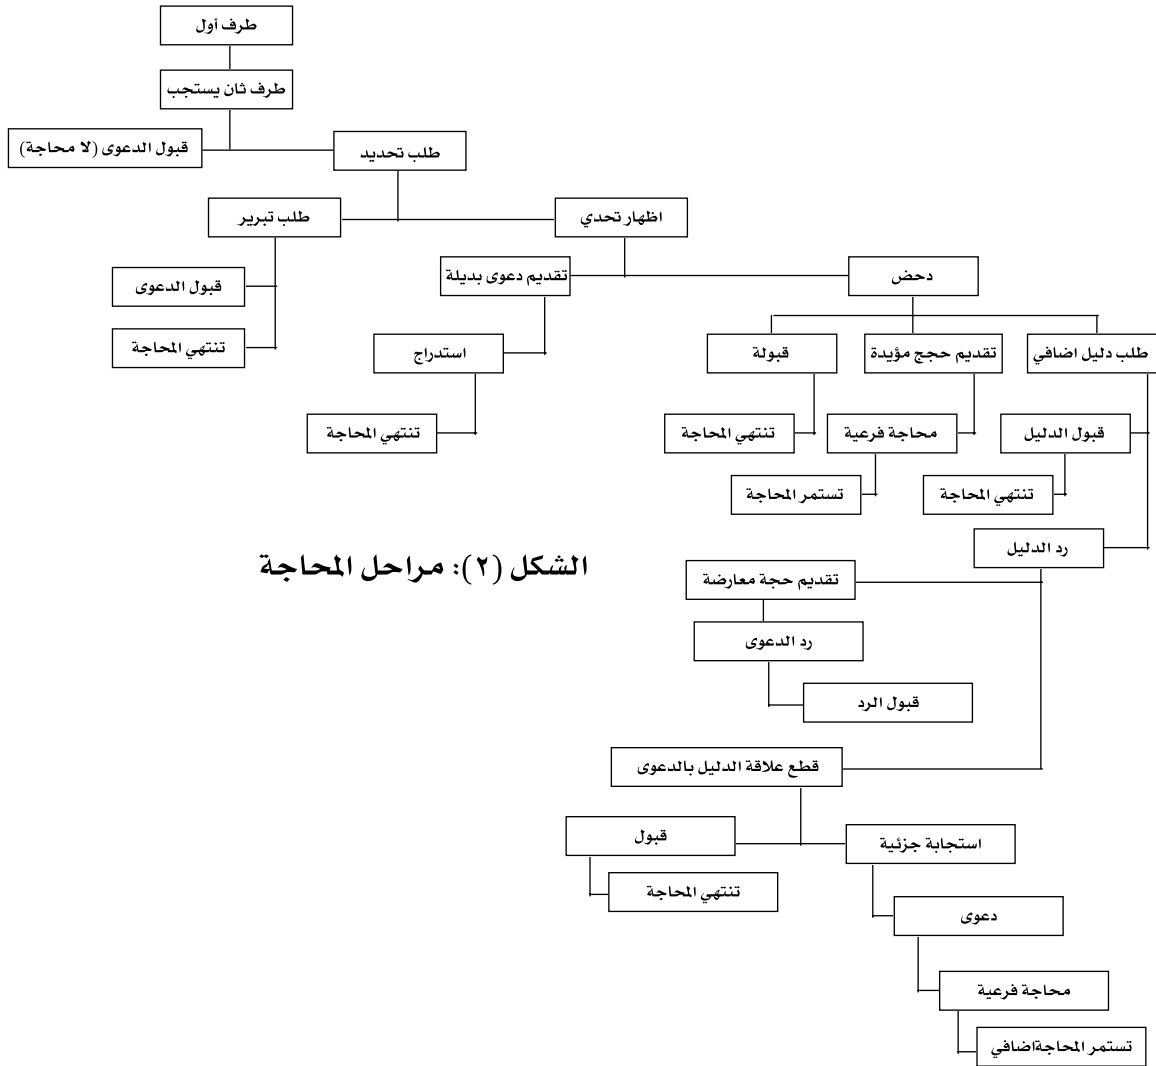 طرف أول
طرف ثان يستجب
قبول الدعوى (لا محاجة)
طلب تحديد
طلب تبرير
اظهار تحدي
قبول الدعوى
تنتهي المحاجة
تقديم دعوى بديلة
دحض
استدراج
تنتهي المحاجة
قبولة
تقديم حجج مؤيدة
طلب دليل اضافي
تنتهي المحاجة
محاجة فرعية
قبول الدليل
تستمر المحاجة
تنتهي المحاجة
رد الدليل
الشكل (٢): مراحل المحاجة
تقديم حجة معارضة
رد الدعوى
قبول الرد
قطع علاقة الدليل بالدعوى
قبول
استجابة جزئية
تنتهي المحاجة
دعوى
محاجة فرعية
تستمر المحاجةاضافي